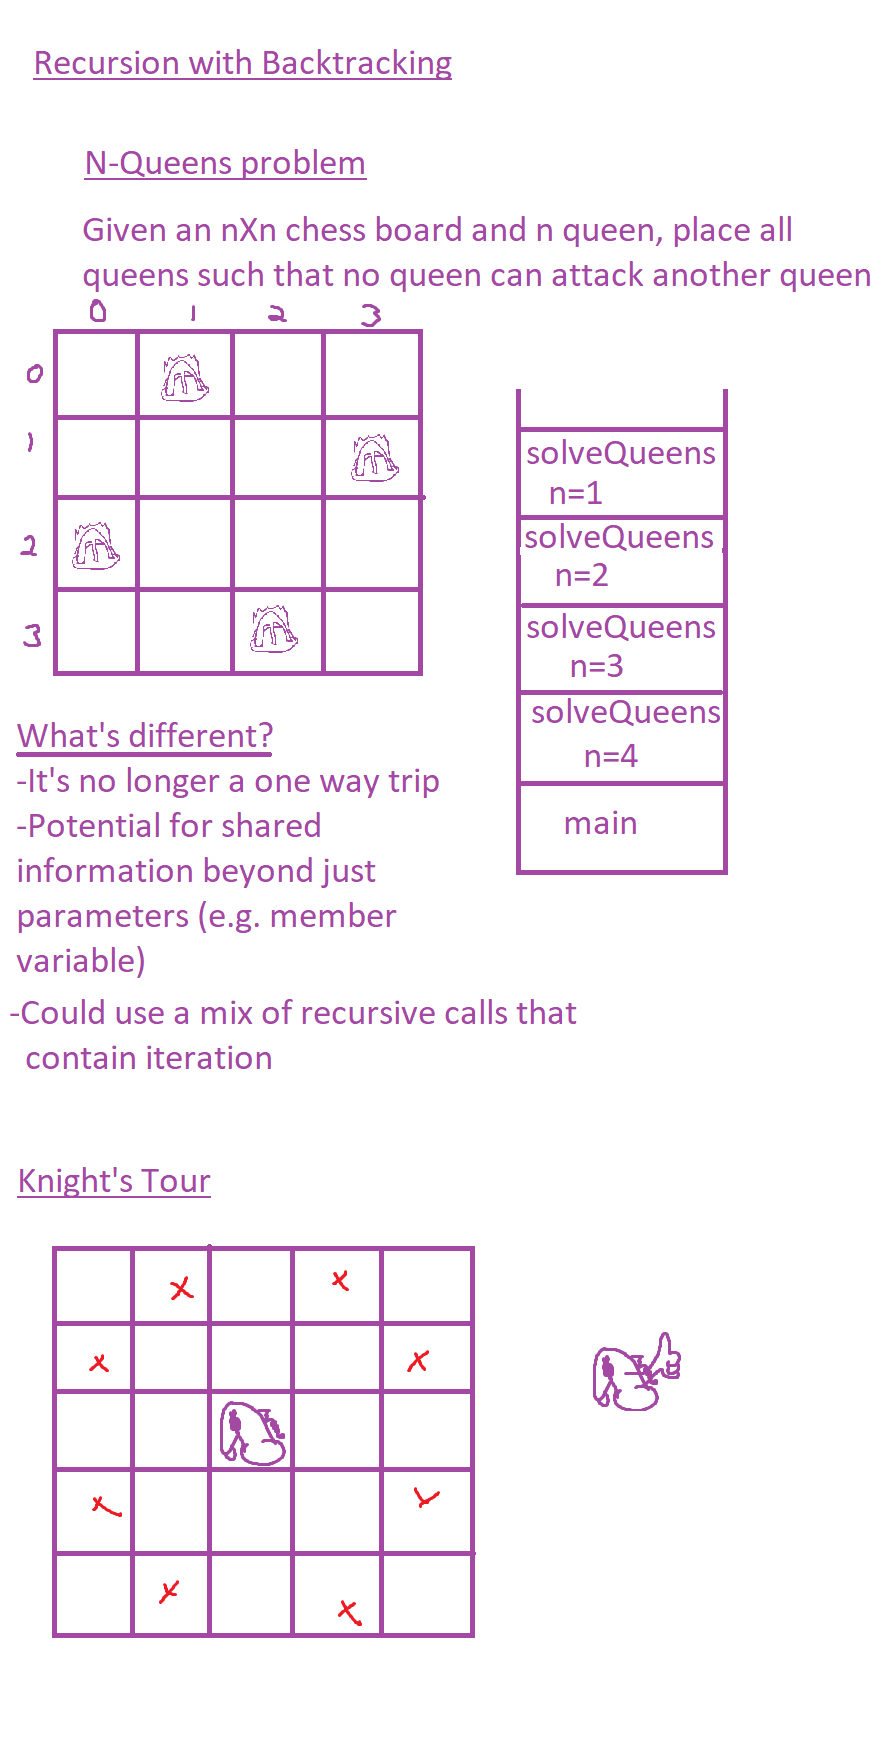 Recursion with Backtracking
N-Queens problem
Given an nXn chess board and n queen, place all
queens such that no queen can attack another queen
0 1 2 3
0
1
2
3
solveQueens
n=1
solveQueens
n=2
solveQueens
n=3
solveQueens
n=4
main
What's different?
-It's no longer a one way trip
-Potential for shared
information beyond just
parameters (e.g. member
variable)
-Could use a mix of recursive calls that
contain iteration
Knight's Tour
x x
x x
x x
x x